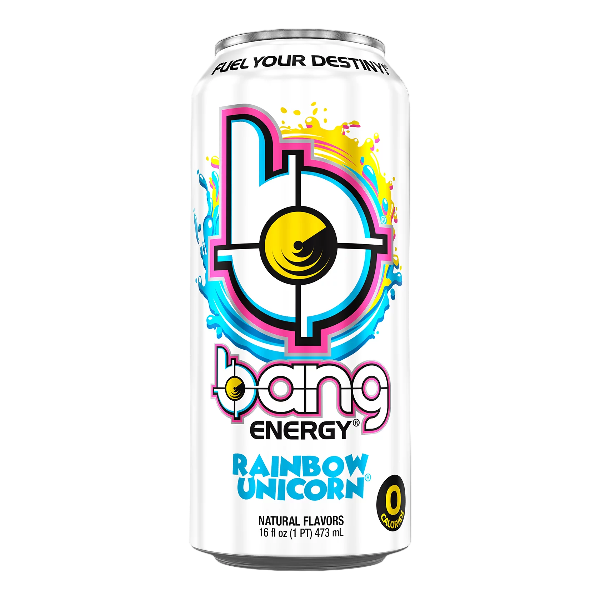 FUEL YOUR DESTINY®
b
bang
ENERGY®
RAINBOW
UNICORN®
0
CALORIES
NATURAL FLAVORS
16 fl oz (1 PT) 473 mL